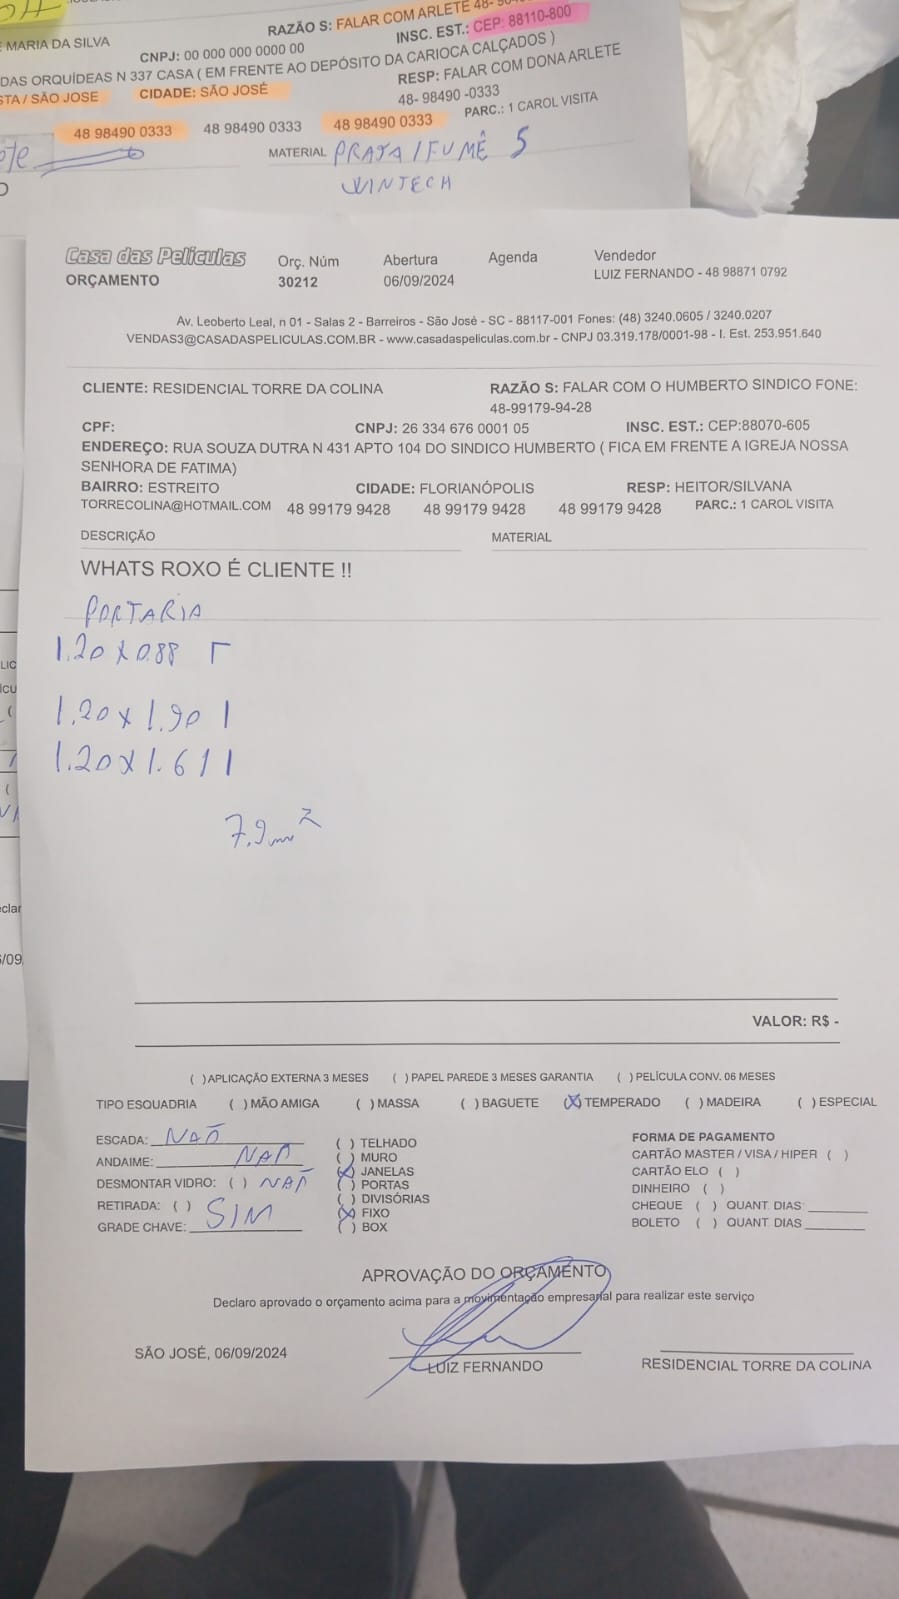 RAZÃO S: FALAR COM ARLETE 48-
MARIA DA SILVA
CNPJ: 00 000 000 0000 00
INSC. EST.: CEP: 88110-800
DAS ORQUÍDEAS N 337 CASA ( EM FRENTE AO DEPÓSITO DA CARIOCA CALÇADOS )
RESP: FALAR COM DONA ARLETE
STA / SÃO JOSE CIDADE: SÃO JOSÉ
48- 98490 -0333
48 98490 0333 48 98490 0333 48 98490 0333 PARC.: 1 CAROL VISITA
MATERIAL PRATA/FUMÊ 5
WINTECH
Casa das Películas
ORÇAMENTO
Orç. Núm
30212
Abertura
06/09/2024
Agenda
Vendedor
LUIZ FERNANDO - 48 98871 0792
Av. Leoberto Leal, n 01 - Salas 2 - Barreiros - São José - SC - 88117-001 Fones: (48) 3240.0605 / 3240.0207
VENDAS3@CASADASPELICULAS.COM.BR - www.casadaspeliculas.com.br - CNPJ 03.319.178/0001-98 - I. Est. 253.951.640
CLIENTE: RESIDENCIAL TORRE DA COLINA
RAZÃO S: FALAR COM O HUMBERTO SINDICO FONE:
48-99179-94-28
CPF: CNPJ: 26 334 676 0001 05 INSC. EST.: CEP:88070-605
ENDEREÇO: RUA SOUZA DUTRA N 431 APTO 104 DO SINDICO HUMBERTO ( FICA EM FRENTE A IGREJA NOSSA
SENHORA DE FATIMA)
BAIRRO: ESTREITO CIDADE: FLORIANÓPOLIS RESP: HEITOR/SILVANA
TORRECOLINA@HOTMAIL.COM 48 99179 9428 48 99179 9428 48 99179 9428 PARC.: 1 CAROL VISITA
DESCRIÇÃO MATERIAL
WHATS ROXO É CLIENTE !!
PORTARIA
1.20 x 0.88
1.20 x 1.90 1
1.20 x 1.61 1
7.9m²
VALOR: R$ -
( )APLICAÇÃO EXTERNA 3 MESES ( )PAPEL PAREDE 3 MESES GARANTIA ( )PELÍCULA CONV. 06 MESES
TIPO ESQUADRIA ( )MÃO AMIGA ( )MASSA ( )BAGUETE (X)TEMPERADO ( )MADEIRA ( )ESPECIAL
ESCADA: NAÕ
ANDAIME: NAÕ
DESMONTAR VIDRO: ( ) NAÕ
RETIRADA: ( )
GRADE CHAVE: SIM
( ) TELHADO
( ) MURO
(X) JANELAS
( ) PORTAS
( ) DIVISÓRIAS
(X) FIXO
( ) BOX
FORMA DE PAGAMENTO
CARTÃO MASTER / VISA / HIPER ( )
CARTÃO ELO ( )
DINHEIRO ( )
CHEQUE ( ) QUANT. DIAS:
BOLETO ( ) QUANT. DIAS
APROVAÇÃO DO ORÇAMENTO
Declaro aprovado o orçamento acima para a movimentação empresarial para realizar este serviço
SÃO JOSÉ, 06/09/2024
LUIZ FERNANDO
RESIDENCIAL TORRE DA COLINA